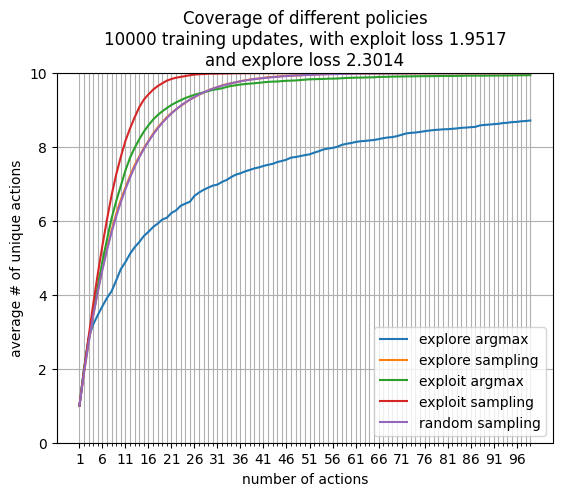 Coverage of different policies
10000 training updates, with exploit loss 1.9517
and explore loss 2.3014
10
8
6
4
2
0
average # of unique actions
explore argmax
explore sampling
exploit argmax
exploit sampling
random sampling
1 6 11 16 21 26 31 36 41 46 51 56 61 66 71 76 81 86 91 96
number of actions